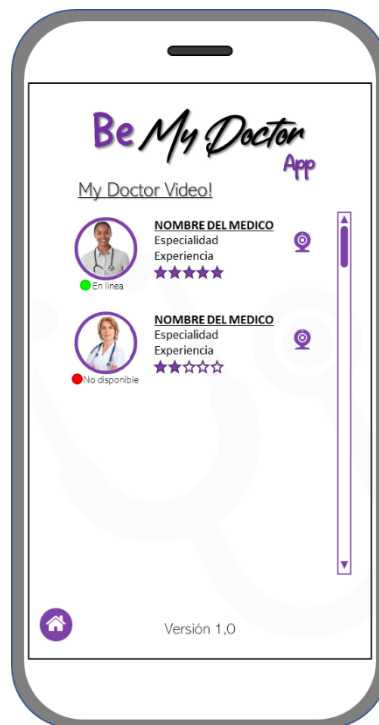 Be My Doctor
App
My Doctor Video!
NOMBRE DEL MEDICO
Especialidad
Experiencia
En linea
NOMBRE DEL MEDICO
Especialidad
Experiencia
No disponible
Versión 1.0